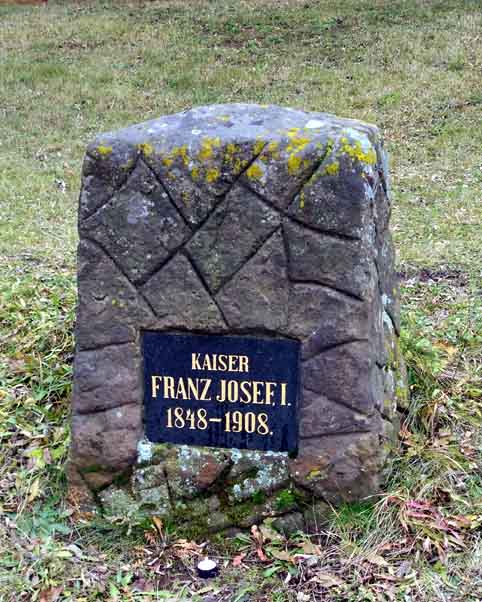 KAISER
FRANZ JOSEF. I.
1848-1908.